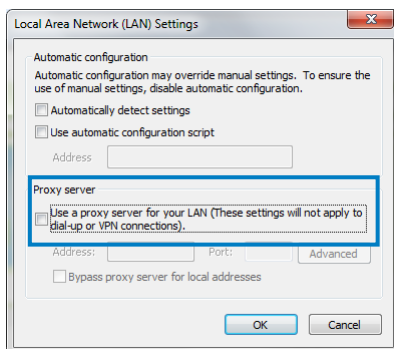 Local Area Network (LAN) Settings
Automatic configuration
Automatic configuration may override manual settings. To ensure the
use of manual settings, disable automatic configuration.
Automatically detect settings
Use automatic configuration script
Address
Proxy server
Use a proxy server for your LAN (These settings will not apply to
dial-up or VPN connections).
Address:
Port:
Advanced
Bypass proxy server for local addresses
OK
Cancel